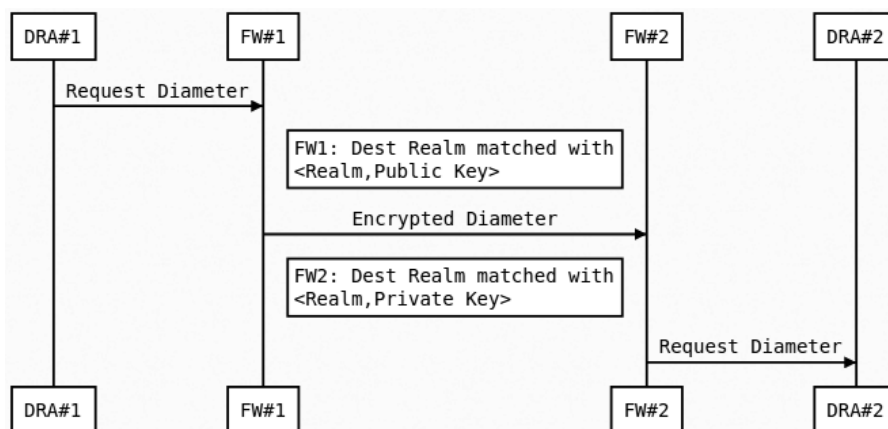 DRA#1 FW#1 FW#2 DRA#2
Request Diameter
FW1: Dest Realm matched with
<Realm,Public Key>
Encrypted Diameter
FW2: Dest Realm matched with
<Realm,Private Key>
Request Diameter
DRA#1 FW#1 FW#2 DRA#2